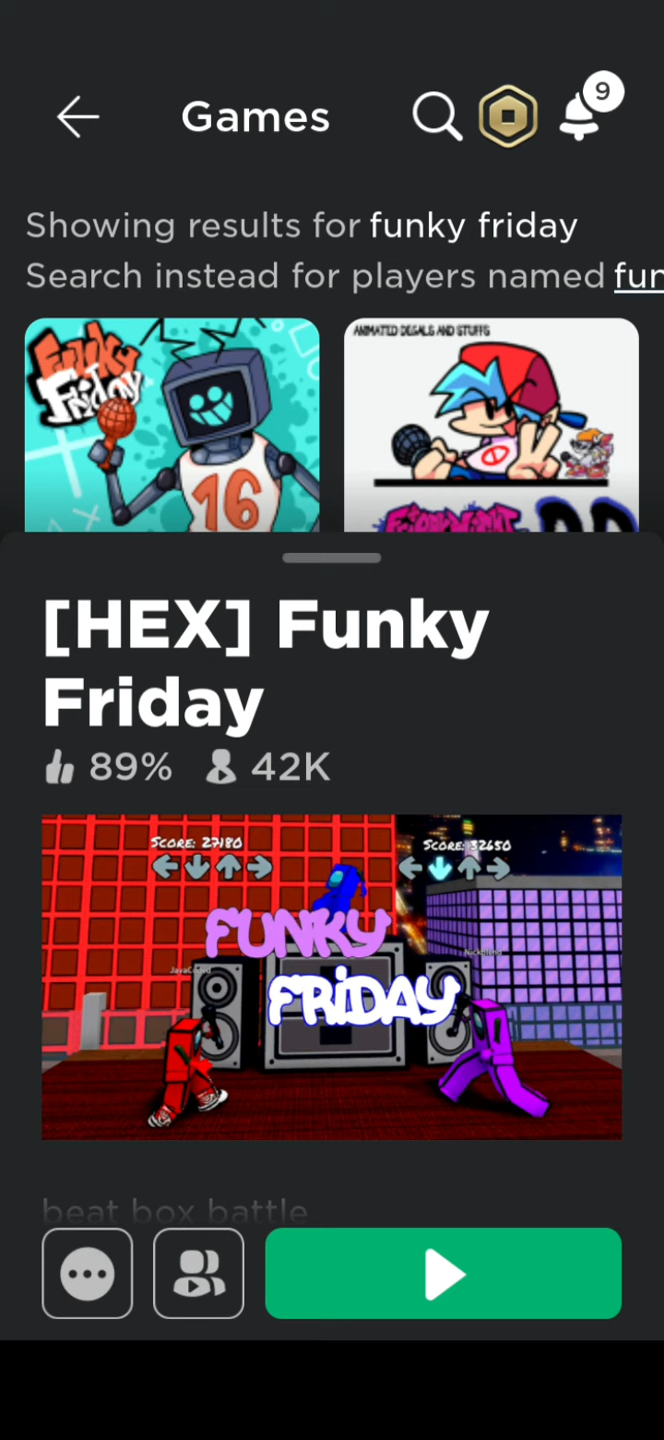 Games
9
Showing results for funky friday
Search instead for players named fun
Funky
Friday
16
ANIMATED DECALS AND STUFFS
[HEX] Funky
Friday
89% 42K
SCORE: 27180 SCORE: 32650
FUNKY
FRiDAY
beat box battle